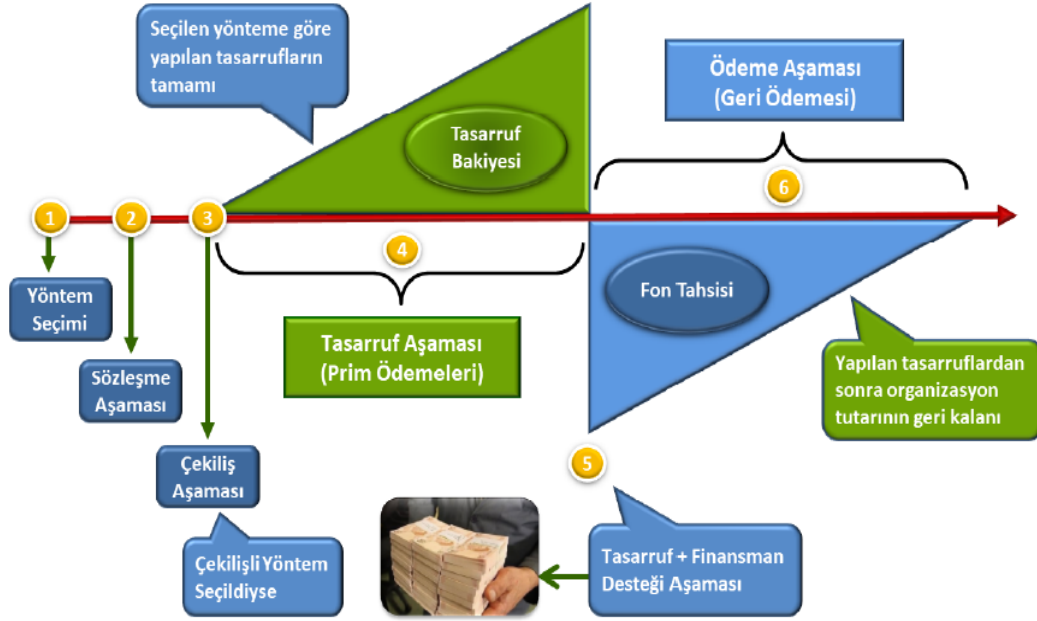 Seçilen yönteme göre
yapılan tasarrufların
tamamı
Ödeme Aşaması
(Geri Ödemesi)
Tasarruf
Bakiyesi
1
2
3
4
6
Yöntem
Seçimi
Fon Tahsisi
Tasarruf Aşaması
(Prim Ödemeleri)
Sözleşme
Aşaması
Yapılan tasarruflardan
sonra organizasyon
tutarının geri kalanı
Çekiliş
Aşaması
5
Çekilişli Yöntem
Seçildiyse
Tasarruf + Finansman
Desteği Aşaması